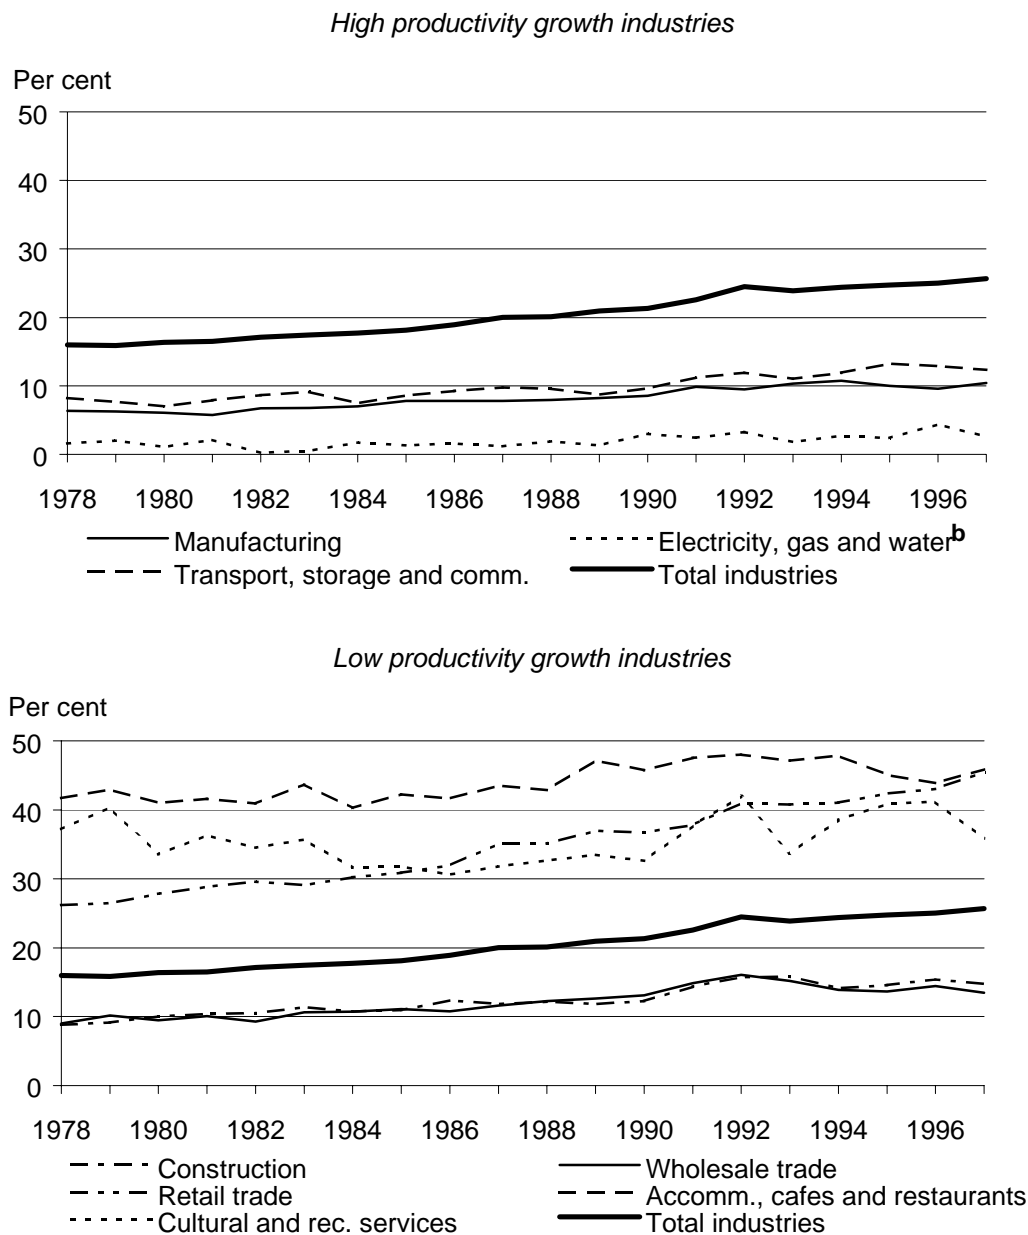 High productivity growth industries
Per cent
50
40
30
20
10
0
1978 1980 1982 1984 1986 1988 1990 1992 1994 1996
Manufacturing Electricity, gas and water b
Transport, storage and comm. Total industries
Low productivity growth industries
Per cent
50
40
30
20
10
0
1978 1980 1982 1984 1986 1988 1990 1992 1994 1996
Construction Wholesale trade
Retail trade Accomm., cafes and restaurants
Cultural and rec. services Total industries